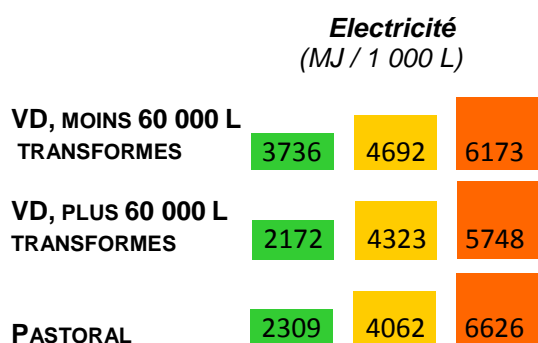 Electricité
(MJ / 1 000 L)
VD, MOINS 60 000 L
TRANSFORMES 3736 4692 6173
VD, PLUS 60 000 L
TRANSFORMES 2172 4323 5748
PASTORAL 2309 4062 6626